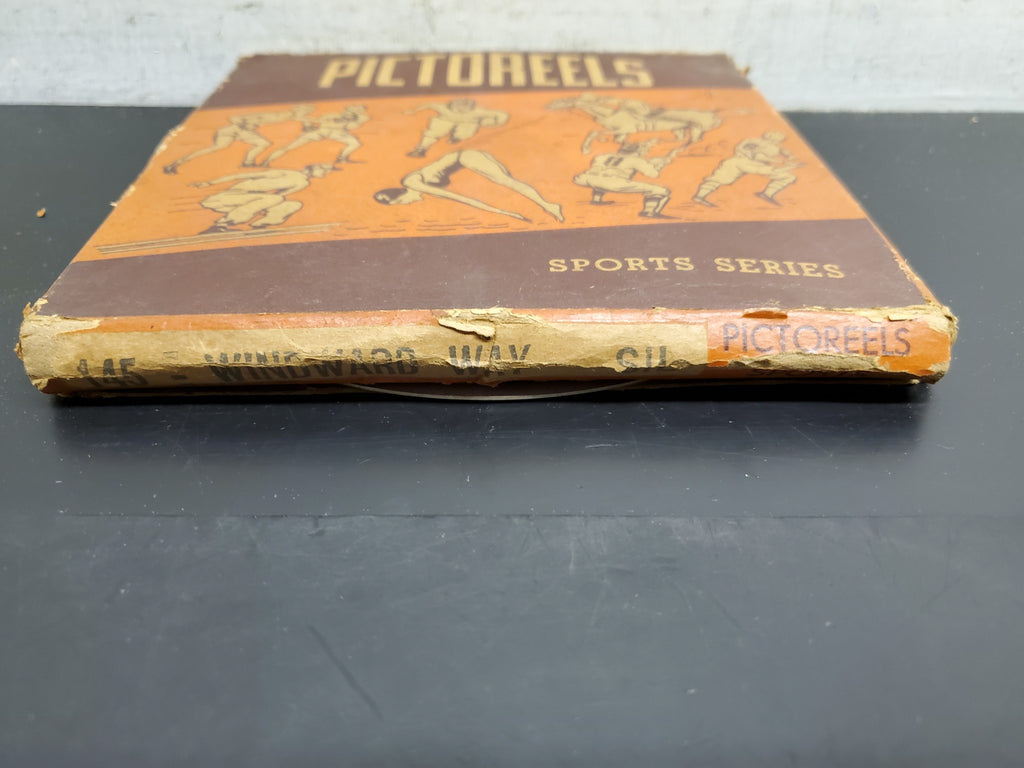 PICTOREELS
SPORTS SERIES
145 - WINDWARD WAY SIL
PICTOREELS